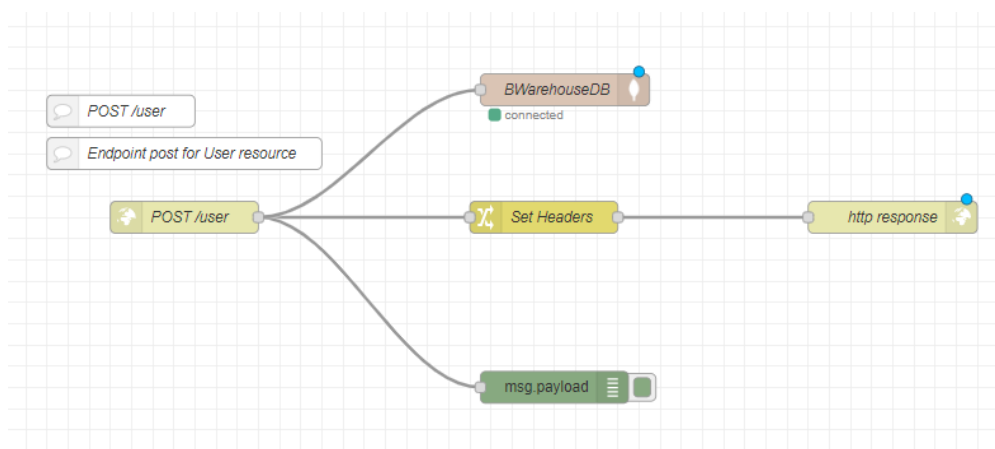 BWarehouseDB
connected
POST /user
Endpoint post for User resource
POST /user
Set Headers
http response
msg.payload